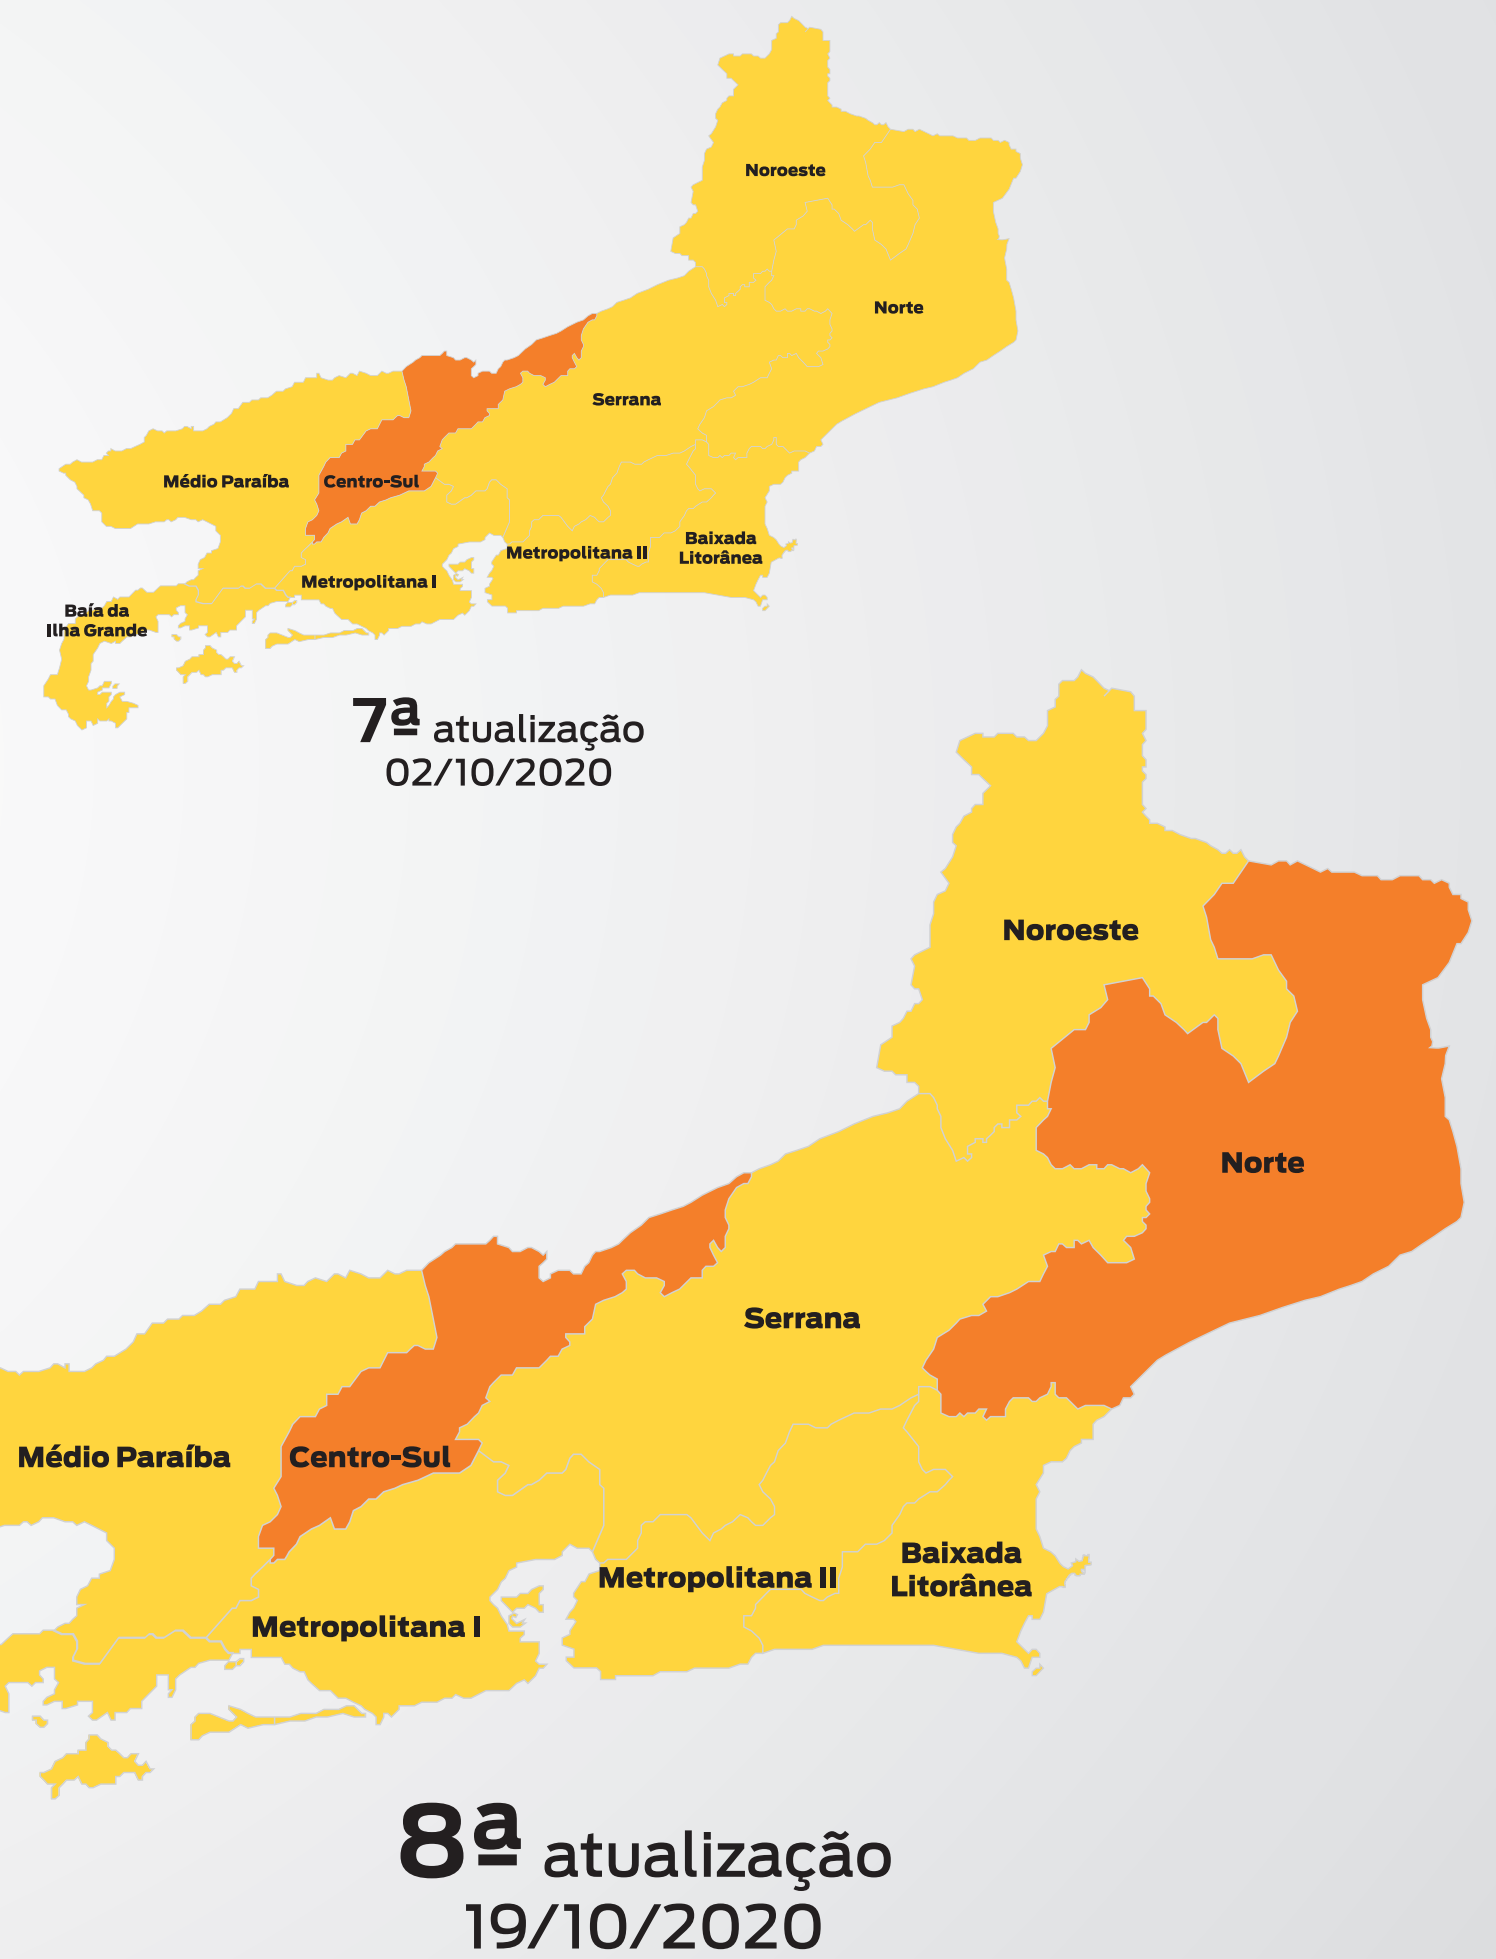 Noroeste
Norte
Serrana
Médio Paraíba
Centro-Sul
Baixada
Litorânea
Metropolitana II
Metropolitana I
Baía da
Ilha Grande
7ª atualização
02/10/2020
Noroeste
Norte
Serrana
Médio Paraíba
Centro-Sul
Baixada
Litorânea
Metropolitana II
Metropolitana I
8ª atualização
19/10/2020